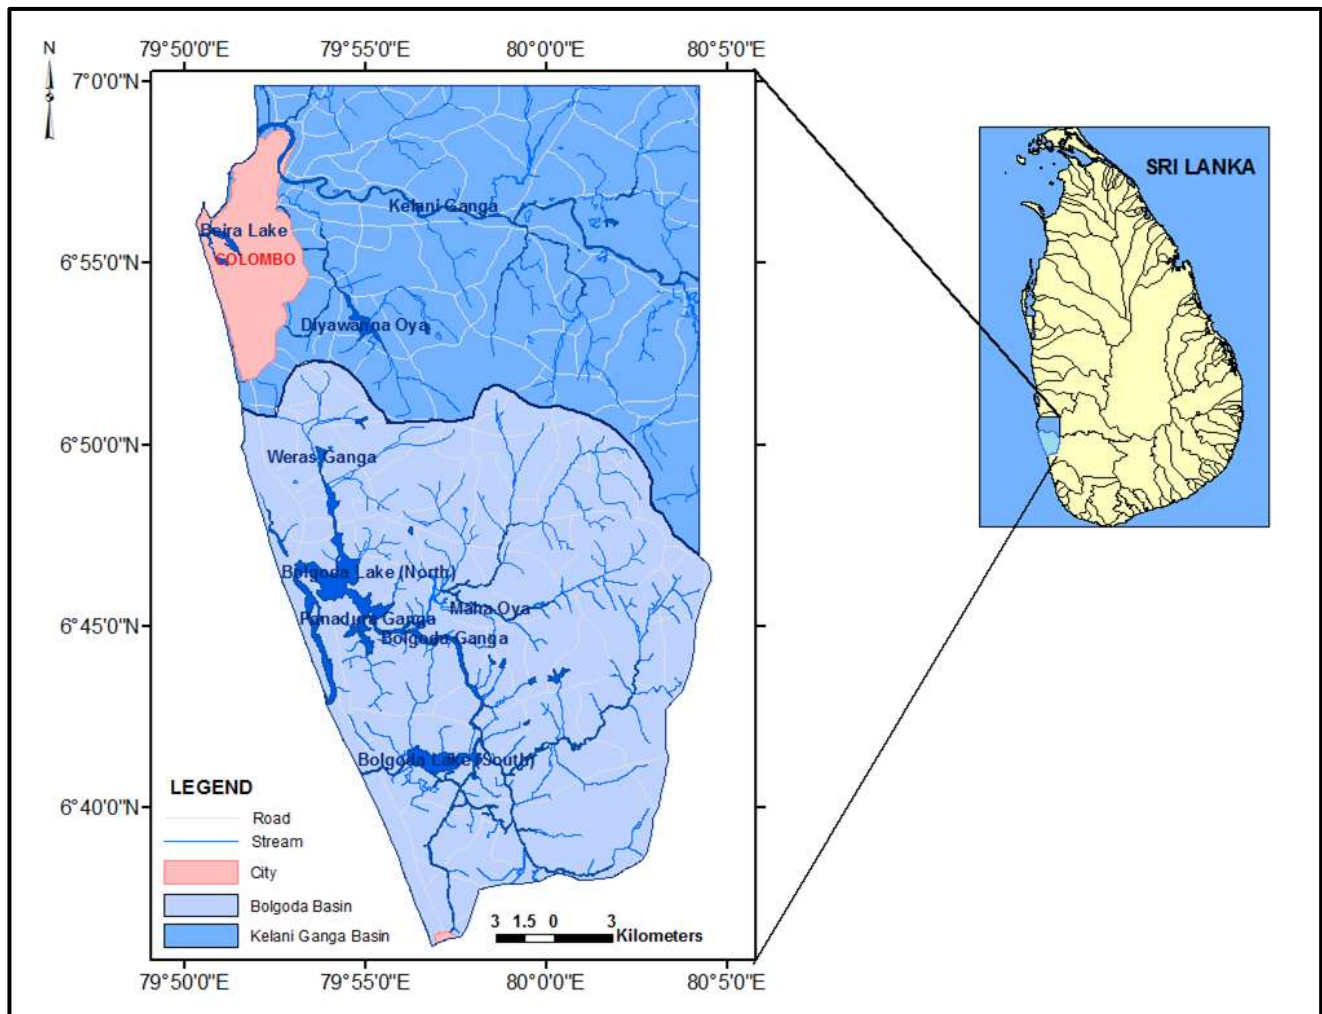 N
79°50'0"E 79°55'0"E 80°0'0"E 80°5'0"E
7°0'0"N
SRI LANKA
Kelani Ganga
Beira Lake
COLOMBO
6°55'0"N
Diyawanna Oya
6°50'0"N
Weras Ganga
Bolgoda Lake (North)
Maha Oya
Panadura Ganga
6°45'0"N
Bolgoda Ganga
Bolgoda Lake (South)
LEGEND
6°40'0"N
Road
Stream
City
Bolgoda Basin
Kelani Ganga Basin
3 1.5 0 3
Kilometers
79°50'0"E 79°55'0"E 80°0'0"E 80°5'0"E